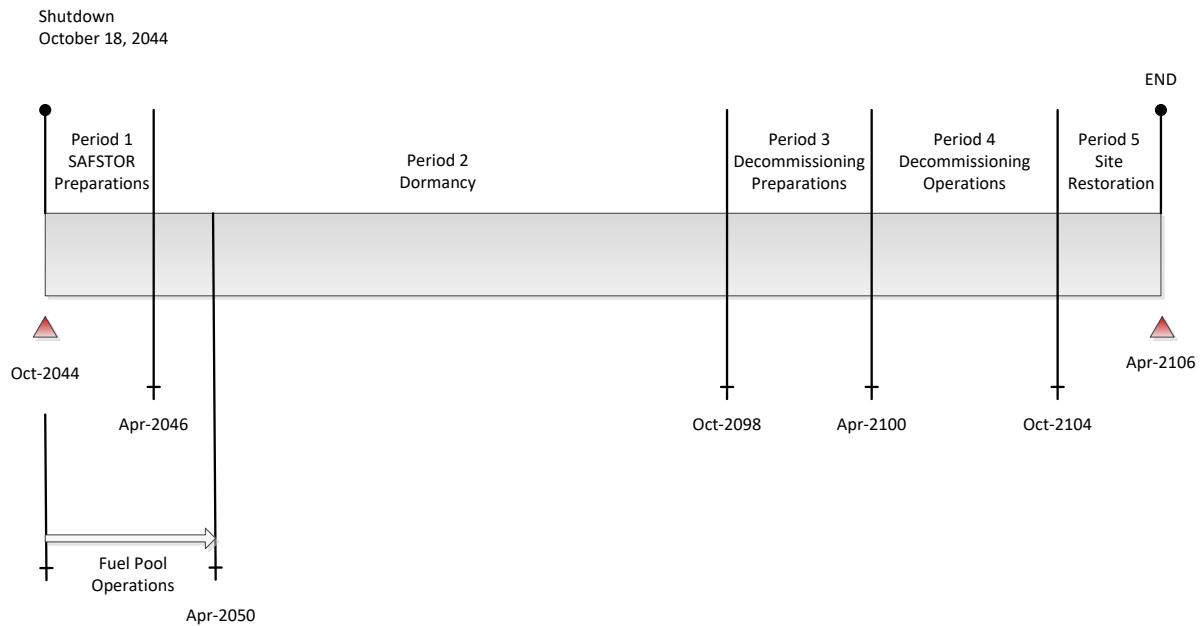 Shutdown
October 18, 2044
END
Period 1
SAFSTOR
Preparations
Period 2
Dormancy
Period 3
Decommissioning
Preparations
Period 4
Decommissioning
Operations
Period 5
Site
Restoration
Oct-2044
Apr-2046
Oct-2098
Apr-2100
Oct-2104
Apr-2106
Fuel Pool
Operations
Apr-2050